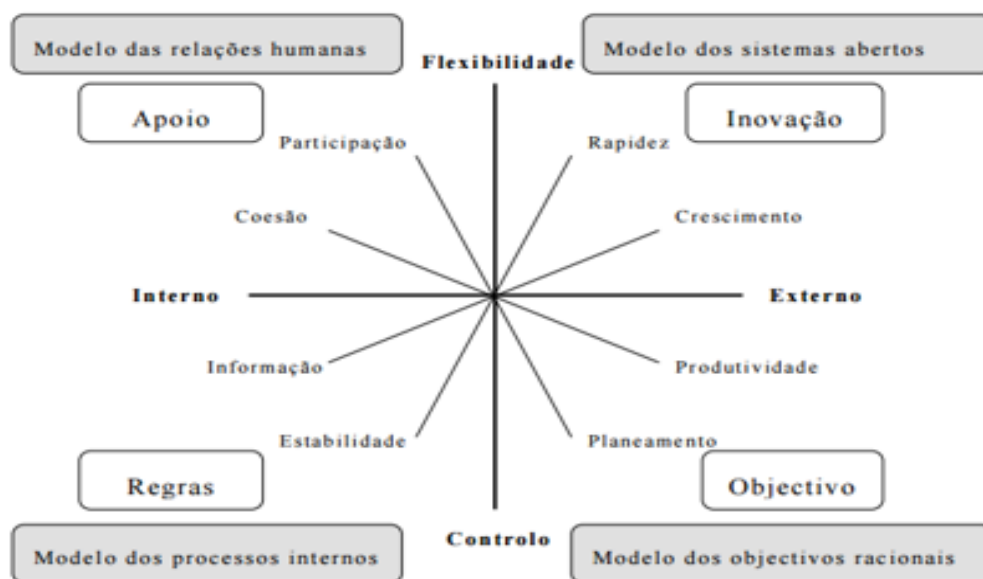 Modelo das relações humanas
Modelo dos sistemas abertos
Flexibilidade
Apoio
Inovação
Participação
Rapidez
Coesão
Crescimento
Interno
Externo
Informação
Produtividade
Estabilidade
Planeamento
Regras
Objectivo
Controlo
Modelo dos processos internos
Modelo dos objectivos racionais